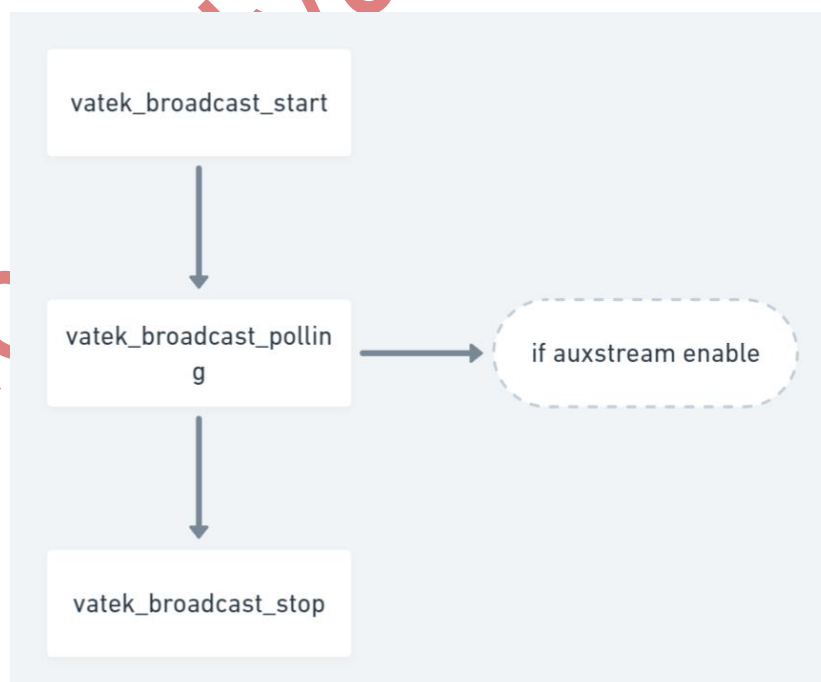 vatek_broadcast_start
vatek_broadcast_pollin
g
if auxstream enable
vatek_broadcast_stop